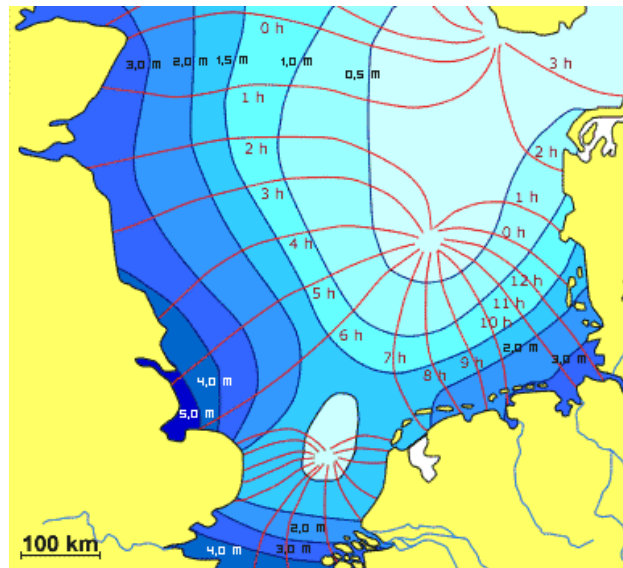 0 h
3,0 m
2,0 m
1,5 m
1,0 m
0,5 m
3 h
1 h
2 h
2 h
3 h
1 h
0 h
4 h
12 h
5 h
11 h
10 h
6 h
2,0 m
7 h
9 h
3,0 m
8 h
4,0 m
5,0 m
2,0 m
100 km
4,0 m
3,0 m